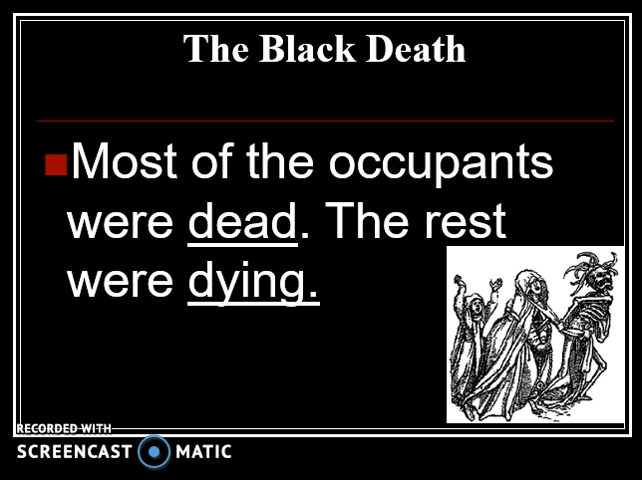 The Black Death
Most of the occupants
were dead. The rest
were dying.
RECORDED WITH
SCREENCAST MATIC